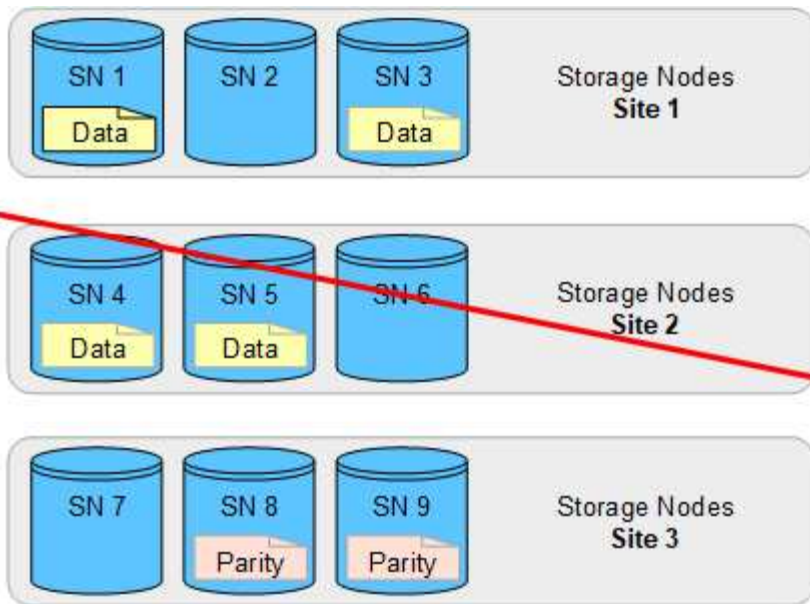 SN 1
SN 2
SN 3
Data
Data
Storage Nodes
Site 1
SN 4
SN 5
SN 6
Data
Data
Storage Nodes
Site 2
SN 7
SN 8
SN 9
Parity
Parity
Storage Nodes
Site 3